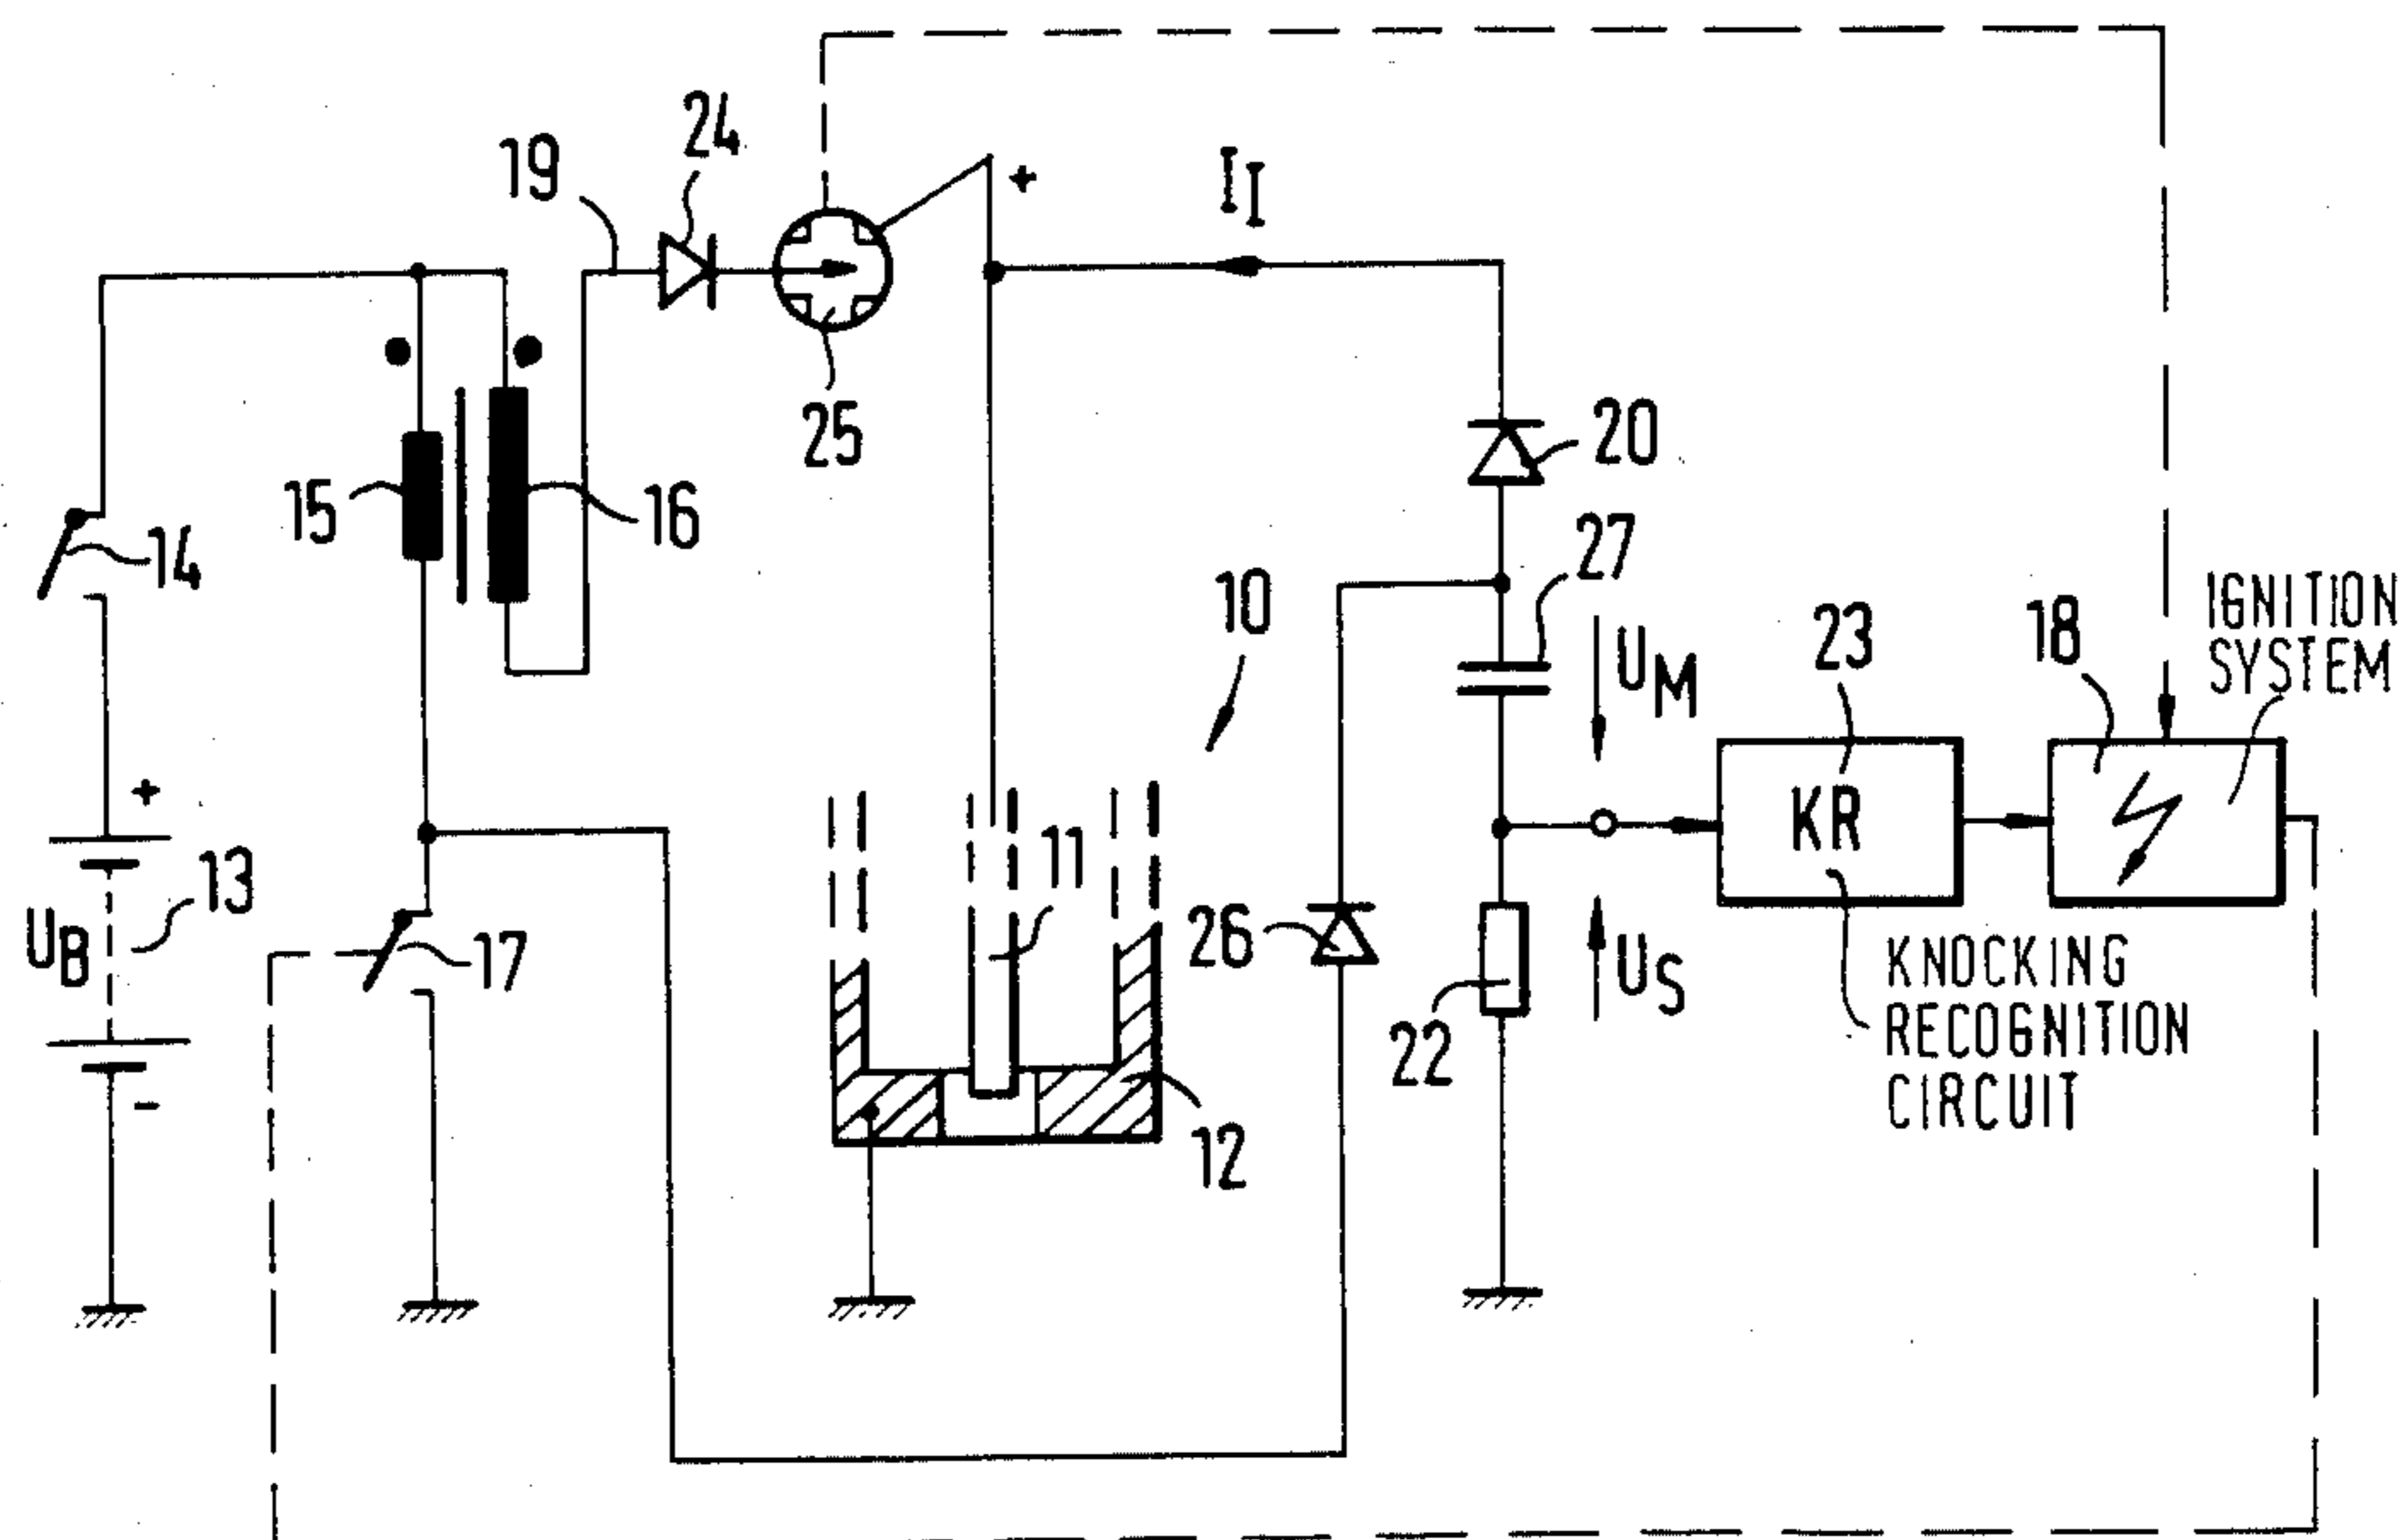 24
19
+
I_I
25
20
15
16
14
27
10
U_M
23
18
IGNITION
SYSTEM
+
U_B
13
17
11
KR
26
22
U_S
KNOCKING
RECOGNITION
CIRCUIT
12
-